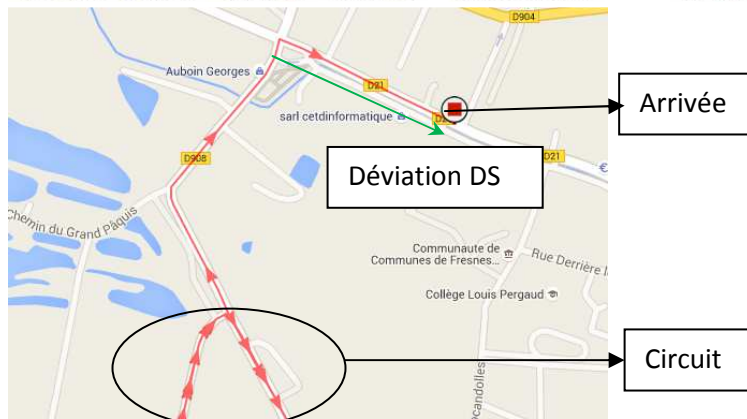 D904
Auboin Georges
D21
sarl cetdinformatique
Arrivée
D908
Déviation DS
D21
Chemin du Grand Pâquis
Communaute de
Communes de Fresnes...
Rue Derrière
Collège Louis Pergaud
Circuit